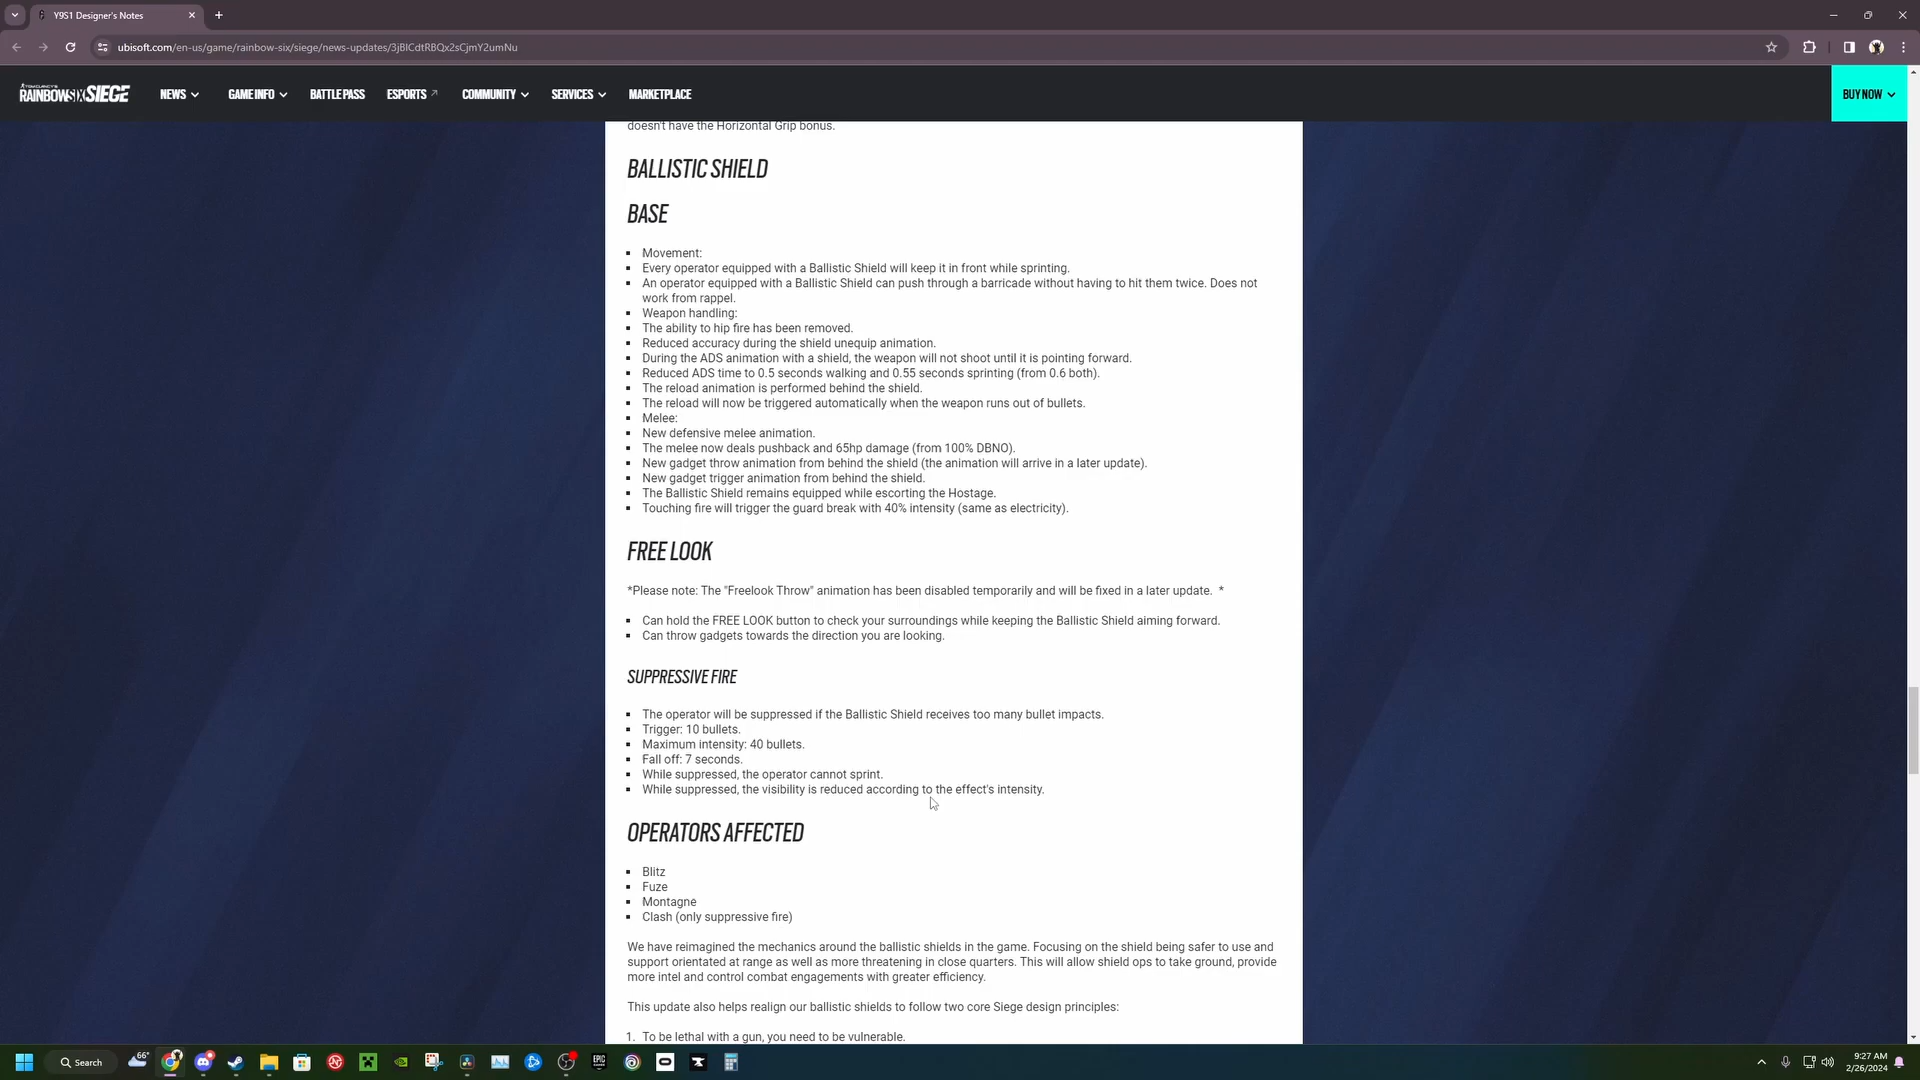 Y9S1 Designer's Notes
ubisoft.com/en-us/game/rainbow-six/siege/news-updates/3jBlCdtRBQx2sCjmY2umNu
TOM CLANCY'S
RAINBOWSIX SIEGE
NEWS
GAME INFO
BATTLE PASS
ESPORTS
COMMUNITY
SERVICES
MARKETPLACE
BUY NOW
doesn't have the Horizontal Grip bonus.
BALLISTIC SHIELD
BASE
Movement:
Every operator equipped with a Ballistic Shield will keep it in front while sprinting.
An operator equipped with a Ballistic Shield can push through a barricade without having to hit them twice. Does not
work from rappel.
Weapon handling:
The ability to hip fire has been removed.
Reduced accuracy during the shield unequip animation.
During the ADS animation with a shield, the weapon will not shoot until it is pointing forward.
Reduced ADS time to 0.5 seconds walking and 0.55 seconds sprinting (from 0.6 both).
The reload animation is performed behind the shield.
The reload will now be triggered automatically when the weapon runs out of bullets.
Melee:
New defensive melee animation.
The melee now deals pushback and 65hp damage (from 100% DBNO).
New gadget throw animation from behind the shield (the animation will arrive in a later update).
New gadget trigger animation from behind the shield.
The Ballistic Shield remains equipped while escorting the Hostage.
Touching fire will trigger the guard break with 40% intensity (same as electricity).
FREE LOOK
*Please note: The "Freelook Throw" animation has been disabled temporarily and will be fixed in a later update. *
Can hold the FREE LOOK button to check your surroundings while keeping the Ballistic Shield aiming forward.
Can throw gadgets towards the direction you are looking.
SUPPRESSIVE FIRE
The operator will be suppressed if the Ballistic Shield receives too many bullet impacts.
Trigger: 10 bullets.
Maximum intensity: 40 bullets.
Fall off: 7 seconds.
While suppressed, the operator cannot sprint.
While suppressed, the visibility is reduced according to the effect's intensity.
OPERATORS AFFECTED
Blitz
Fuze
Montagne
Clash (only suppressive fire)
We have reimagined the mechanics around the ballistic shields in the game. Focusing on the shield being safer to use and
support orientated at range as well as more threatening in close quarters. This will allow shield ops to take ground, provide
more intel and control combat engagements with greater efficiency.
This update also helps realign our ballistic shields to follow two core Siege design principles:
1. To be lethal with a gun, you need to be vulnerable.
Search
66°
EPIC
9:27 AM
2/26/2024